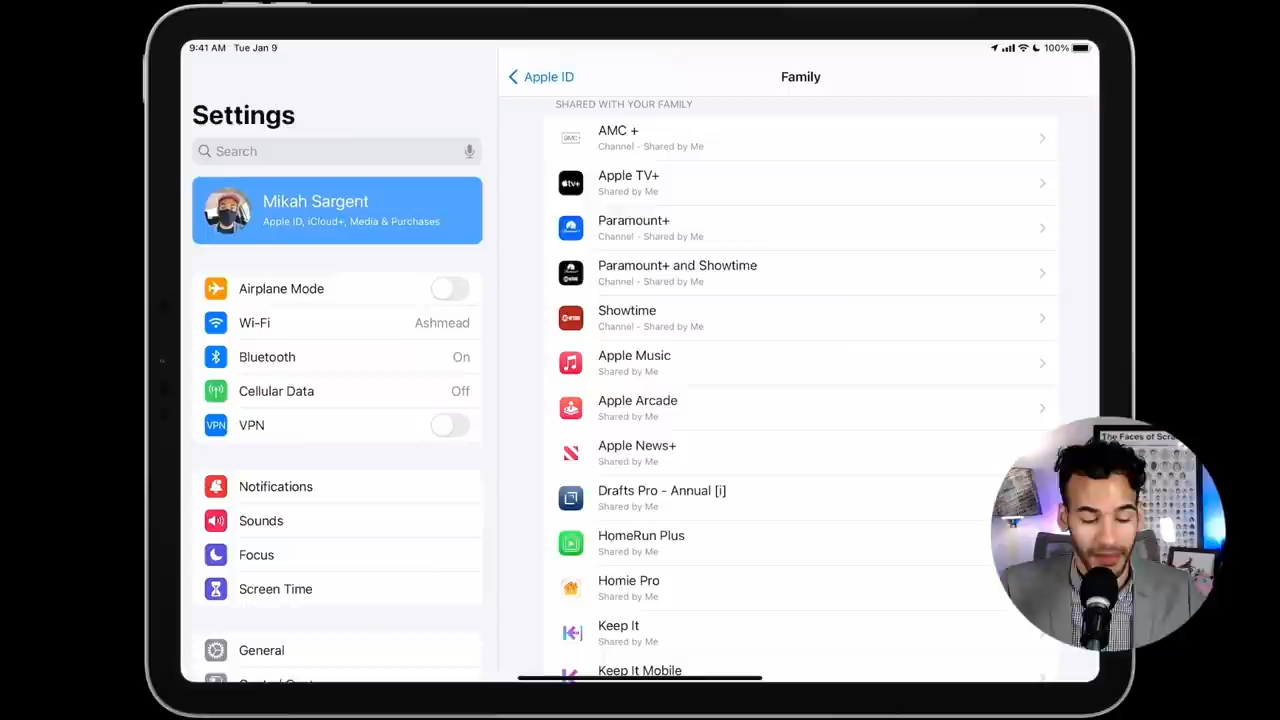 9:41 AM Tue Jan 9
100%
Settings
Search
Mikah Sargent
Apple ID, iCloud+, Media & Purchases
Airplane Mode
Wi-Fi Ashmead
Bluetooth On
Cellular Data Off
VPN VPN
Notifications
Sounds
Focus
Screen Time
General
Apple ID
Family
SHARED WITH YOUR FAMILY
AMC +
Channel - Shared by Me
tv+
Apple TV+
Shared by Me
Paramount+
Channel - Shared by Me
Paramount+ and Showtime
Channel - Shared by Me
Showtime
Channel - Shared by Me
Apple Music
Shared by Me
Apple Arcade
Shared by Me
Apple News+
Shared by Me
Drafts Pro - Annual [i]
Shared by Me
HomeRun Plus
Shared by Me
Homie Pro
Shared by Me
Keep It
Shared by Me
Keep It Mobile
The Faces of